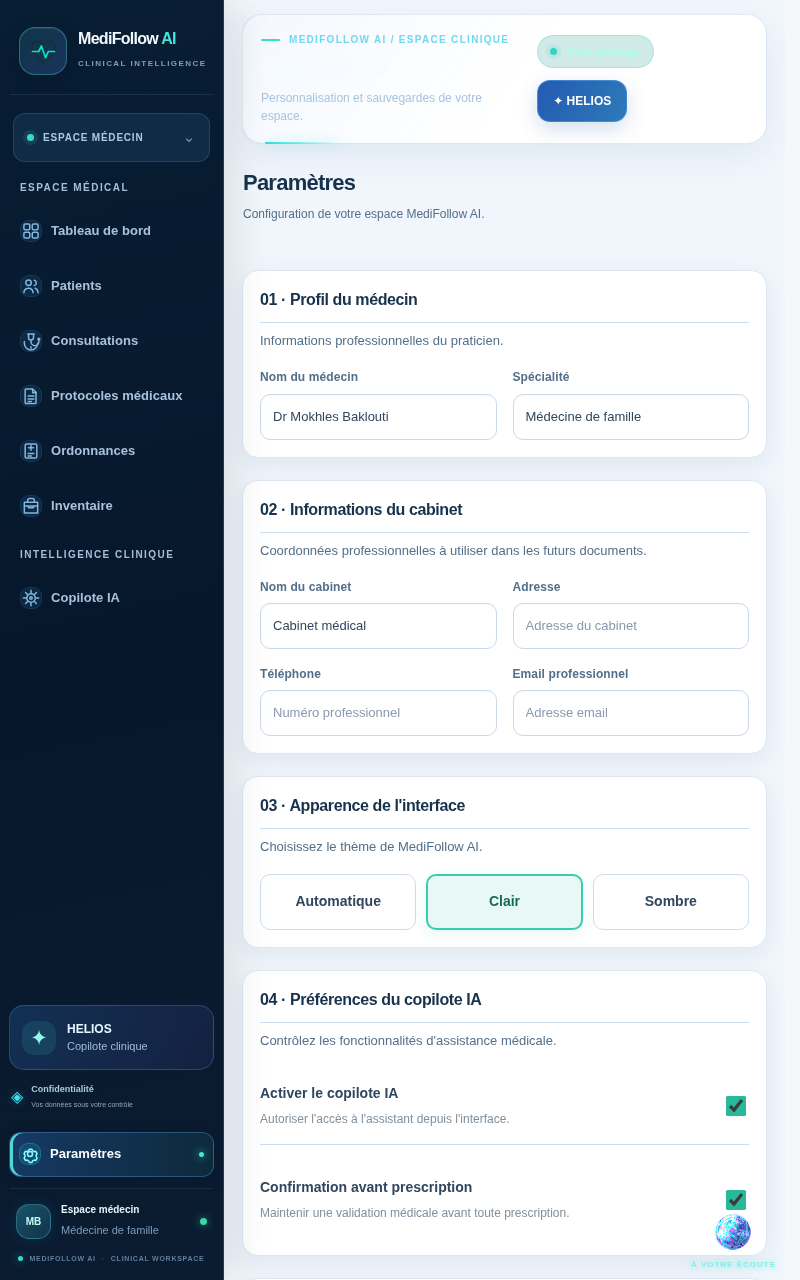 MediFollow AI
CLINICAL INTELLIGENCE
ESPACE MÉDECIN
ESPACE MÉDICAL
Tableau de bord
Patients
Consultations
Protocoles médicaux
Ordonnances
Inventaire
INTELLIGENCE CLINIQUE
Copilote IA
HELIOS
Copilote clinique
Confidentialité
Vos données sous votre contrôle
Paramètres
MB
Espace médecin
Médecine de famille
MEDIFOLLOW AI · CLINICAL WORKSPACE
MEDIFOLLOW AI / ESPACE CLINIQUE
Personnalisation et sauvegardes de votre
espace.
✦ HELIOS
Paramètres
Configuration de votre espace MediFollow AI.
01 · Profil du médecin
Informations professionnelles du praticien.
Nom du médecin
Spécialité
Dr Mokhles Baklouti
Médecine de famille
02 · Informations du cabinet
Coordonnées professionnelles à utiliser dans les futurs documents.
Nom du cabinet
Adresse
Cabinet médical
Adresse du cabinet
Téléphone
Email professionnel
Numéro professionnel
Adresse email
03 · Apparence de l'interface
Choisissez le thème de MediFollow AI.
Automatique
Clair
Sombre
04 · Préférences du copilote IA
Contrôlez les fonctionnalités d'assistance médicale.
Activer le copilote IA
Autoriser l'accès à l'assistant depuis l'interface.
Confirmation avant prescription
Maintenir une validation médicale avant toute prescription.
À VOTRE ÉCOUTE